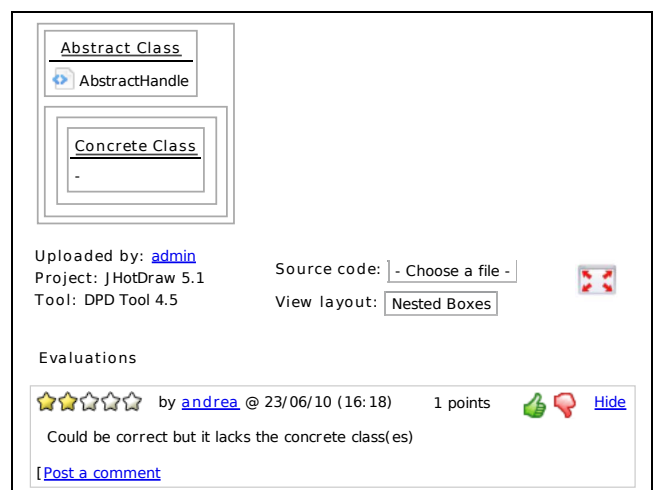 Abstract Class
AbstractHandle
Concrete Class
-
Uploaded by: admin
Project: JHotDraw 5.1
Tool: DPD Tool 4.5
Source code: - Choose a file -
View layout: Nested Boxes
Evaluations
by andrea @ 23/06/10 (16:18) 1 points Hide
Could be correct but it lacks the concrete class(es)
[Post a comment